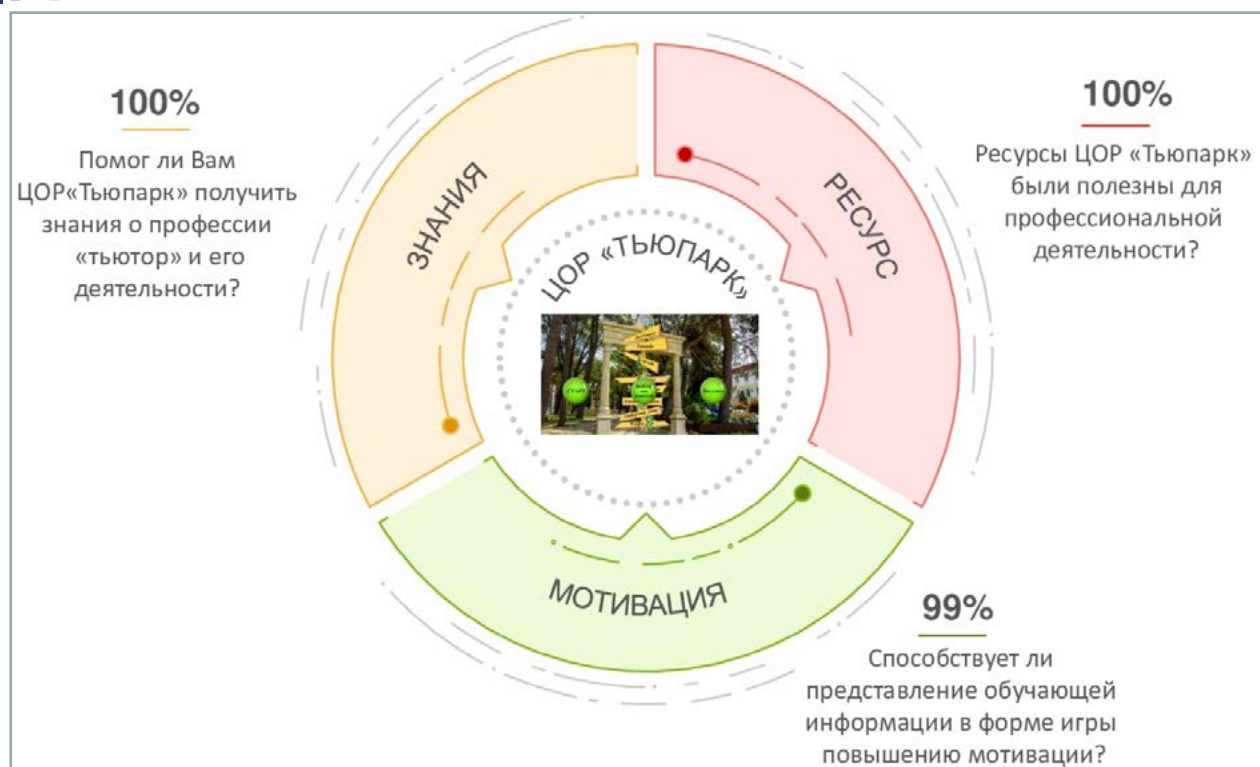 100%
Помог ли Вам
ЦОР«Тьюпарк» получить
знания о профессии
«тьютор» и его
деятельности?
ЗНАНИЯ
ЦОР «ТЬЮПАРК»
РЕСУРС
100%
Ресурсы ЦОР «Тьюпарк»
были полезны для
профессиональной
деятельности?
МОТИВАЦИЯ
99%
Способствует ли
представление обучающей
информации в форме игры
повышению мотивации?